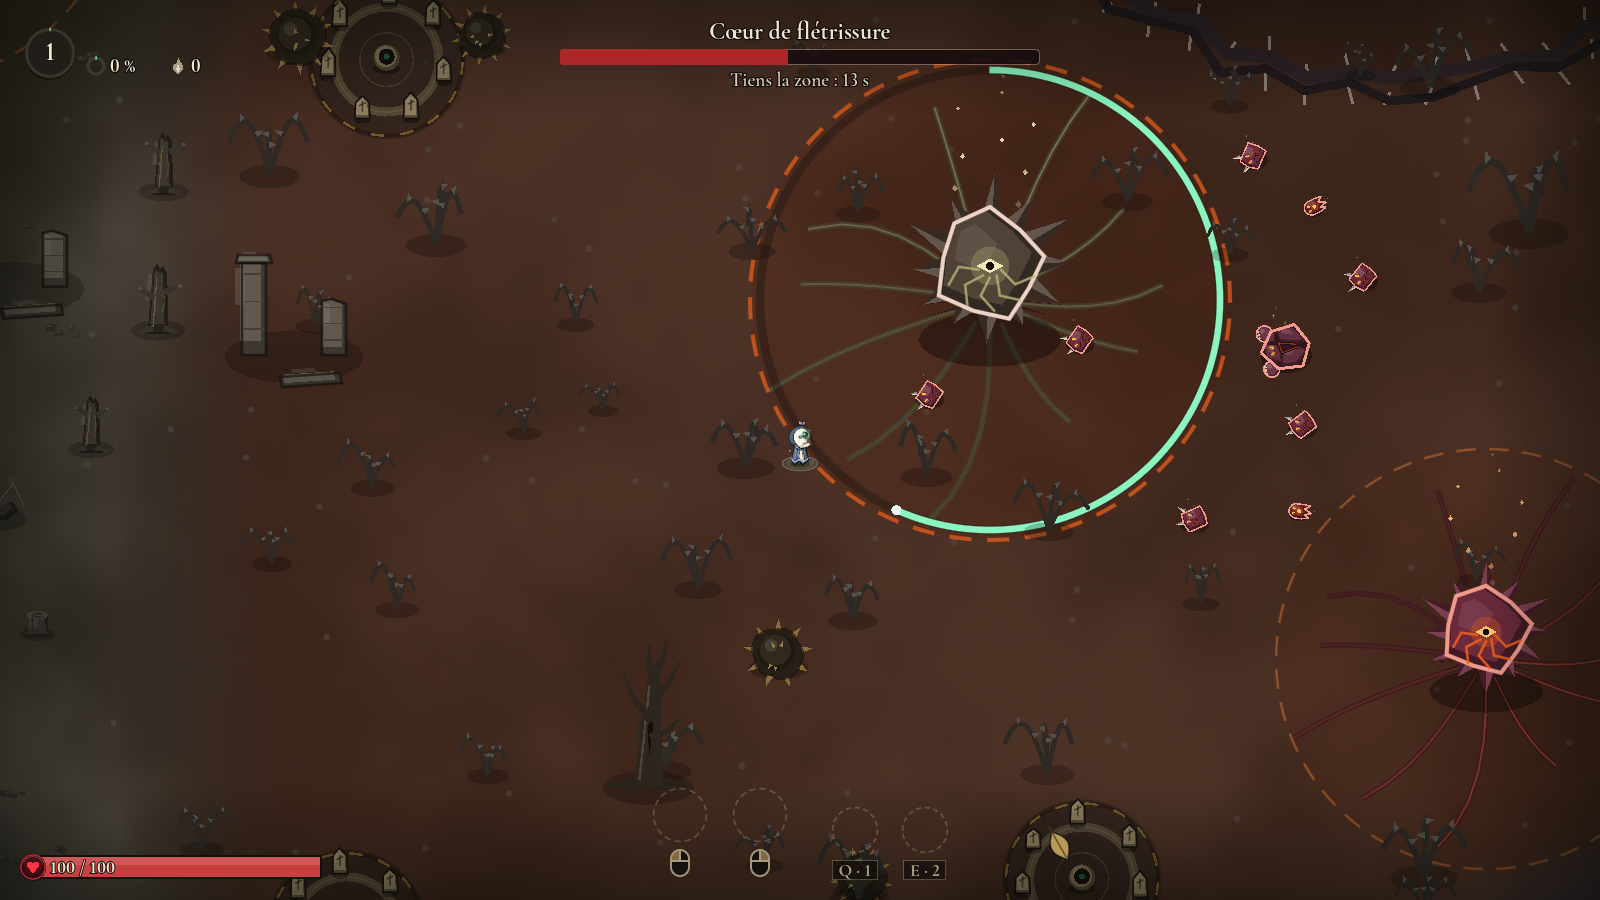 Cœur de flétrissure
1
0 %
0
Tiens la zone : 13 s
100 / 100
Q · 1
E · 2